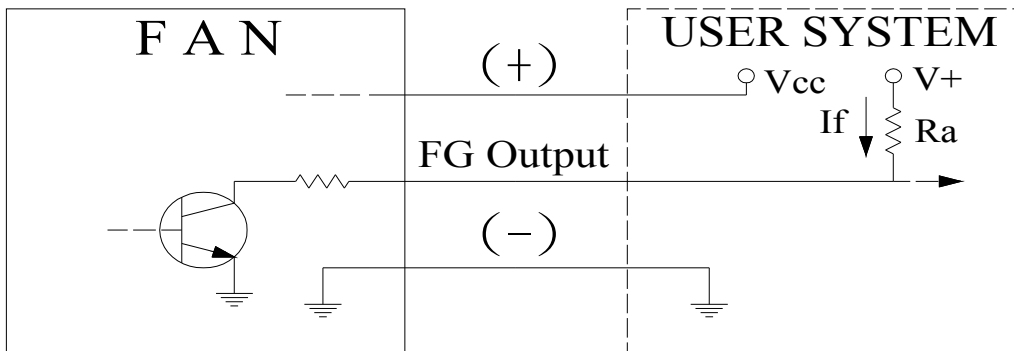 F A N
USER SYSTEM
(+)
Vcc
V+
If
Ra
FG Output
(-)